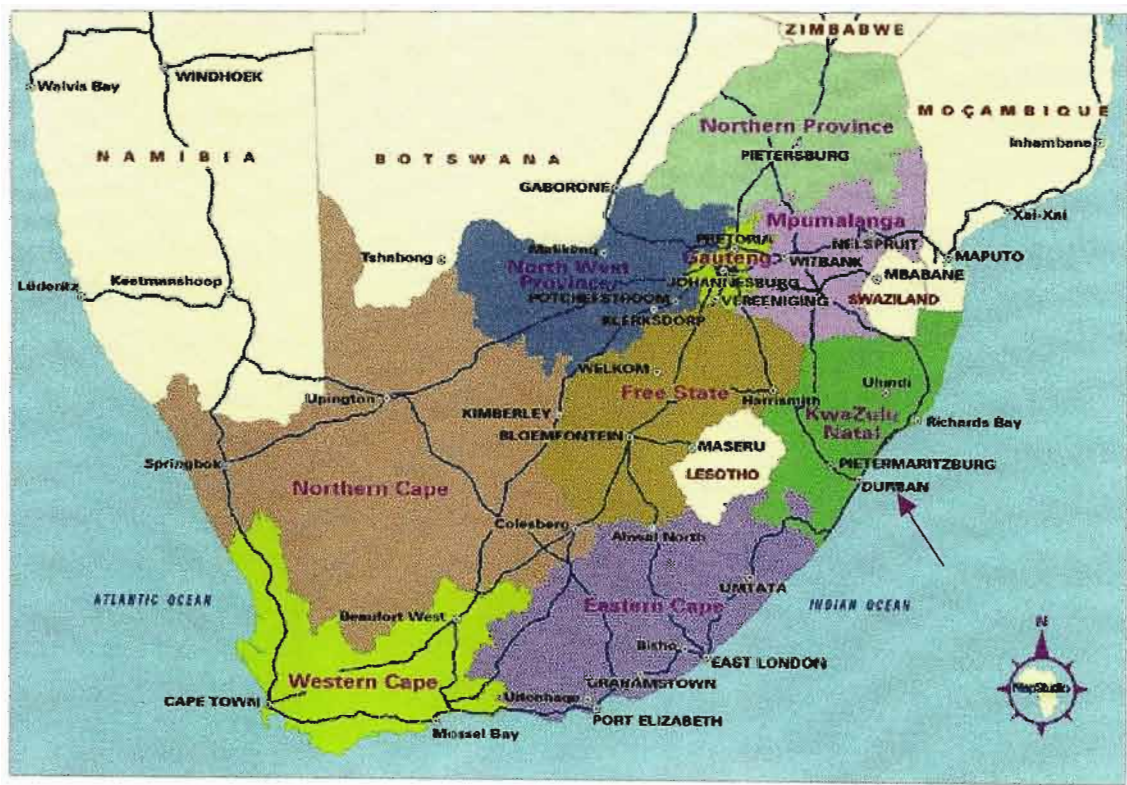 ZIMBABWE
Walvis Bay
WINDHOEK
MOÇAMBIQUE
Northern Province
NAMIBIA
BOTSWANA
PIETERSBURG
Inhambane
GABORONE
Xai-Xai
Mpumalanga
PRETORIA
NELSPRUIT
Mafikeng
Tshabong
North West
Province
Gauteng
WITBANK
MAPUTO
MBABANE
Keetmanshoop
Lüderitz
JOHANNESBURG
SWAZILAND
POTCHEFSTROOM
VEREENIGING
KLERKSDORP
WELKOM
Ulundi
Free State
Harrismith
Upington
KIMBERLEY
KwaZulu
Natal
Richards Bay
BLOEMFONTEIN
MASERU
Springbok
PIETERMARITZBURG
LESOTHO
DURBAN
Northern Cape
Colesberg
Aliwal North
UMTATA
ATLANTIC OCEAN
Eastern Cape
INDIAN OCEAN
Beaufort West
N
Bisho
EAST LONDON
Western Cape
GRAHAMSTOWN
MapStudio
CAPE TOWN
Uitenhage
PORT ELIZABETH
Mossel Bay